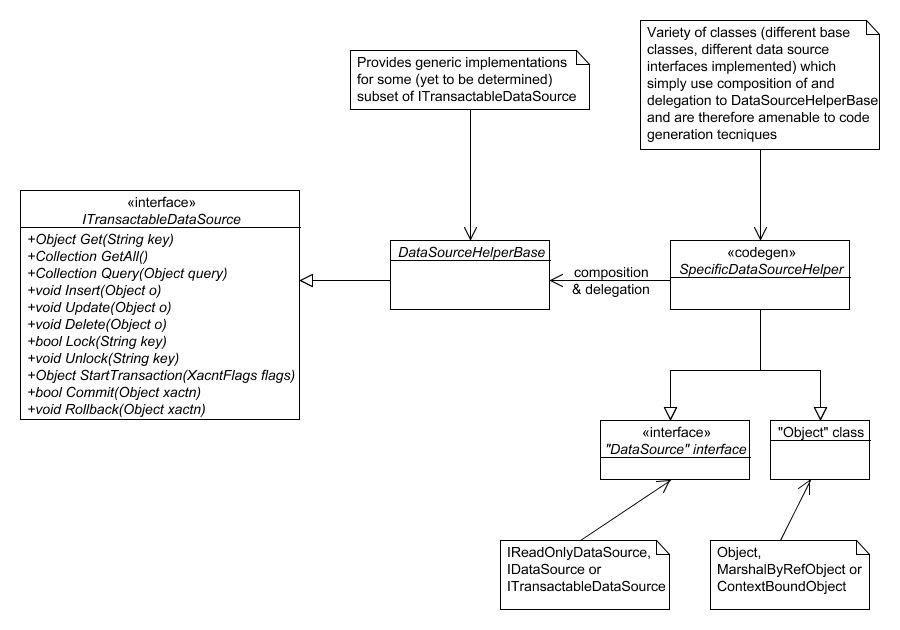 Variety of classes (different base
classes, different data source
interfaces implemented) which
simply use composition of and
delegation to DataSourceHelperBase
and are therefore amenable to code
generation tecniques
Provides generic implementations
for some (yet to be determined)
subset of ITransactableDataSource
«interface»
ITransactableDataSource
+Object Get(String key)
+Collection GetAll()
+Collection Query(Object query)
+void Insert(Object o)
+void Update(Object o)
+void Delete(Object o)
+bool Lock(String key)
+void Unlock(String key)
+Object StartTransaction(XacntFlags flags)
+bool Commit(Object xactn)
+void Rollback(Object xactn)
DataSourceHelperBase
composition
& delegation
«codegen»
SpecificDataSourceHelper
«interface»
"DataSource" interface
"Object" class
IReadOnlyDataSource,
IDataSource or
ITransactableDataSource
Object,
MarshalByRefObject or
ContextBoundObject